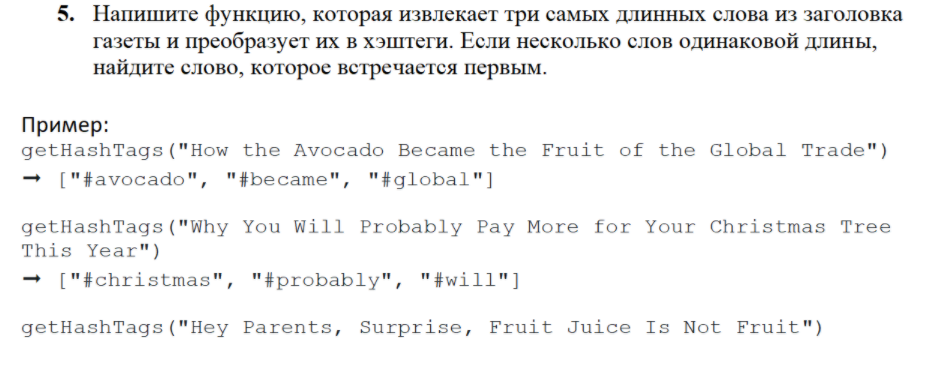 5. Напишите функцию, которая извлекает три самых длинных слова из заголовка
газеты и преобразует их в хэштеги. Если несколько слов одинаковой длины,
найдите слово, которое встречается первым.
Пример:
getHashTags("How the Avocado Became the Fruit of the Global Trade")
➞ ["#avocado", "#became", "#global"]
getHashTags("Why You Will Probably Pay More for Your Christmas Tree
This Year")
➞ ["#christmas", "#probably", "#will"]
getHashTags("Hey Parents, Surprise, Fruit Juice Is Not Fruit")